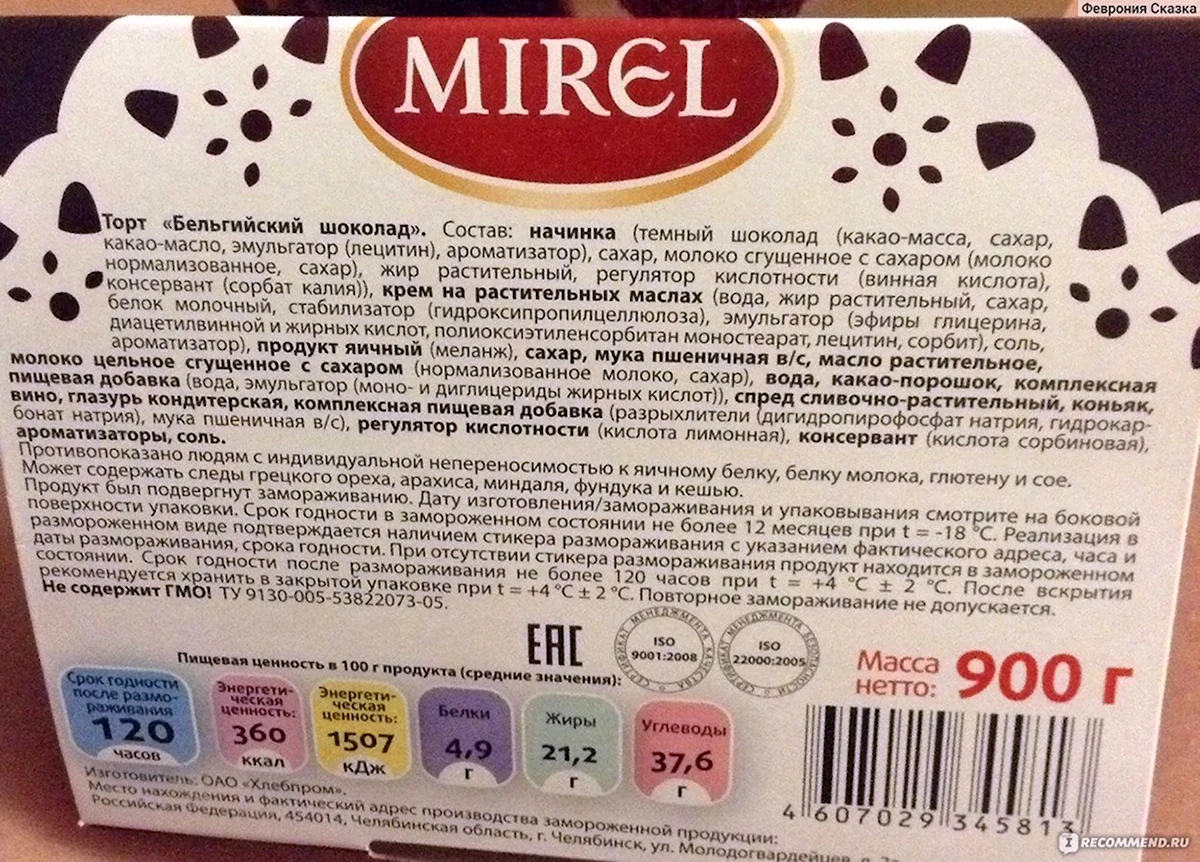 Феврония Сказка
MIREL
Торт «Бельгийский шоколад». Состав: начинка (темный шоколад (какао-масса, сахар,
какао-масло, эмульгатор (лецитин), ароматизатор), сахар, молоко сгущенное с сахаром (молоко
нормализованное, сахар), жир растительный, регулятор кислотности (винная кислота),
консервант (сорбат калия)), крем на растительных маслах (вода, жир растительный, сахар,
белок молочный, стабилизатор (гидроксипропилцеллюлоза), эмульгатор (эфиры глицерина,
диацетилвинной и жирных кислот, полиоксиэтиленсорбитан моностеарат, лецитин, сорбит), соль,
ароматизатор), продукт яичный (меланж), сахар, мука пшеничная в/с, масло растительное,
молоко цельное сгущенное с сахаром (нормализованное молоко, сахар), вода, какао-порошок, комплексная
пищевая добавка (вода, эмульгатор (моно- и диглицериды жирных кислот)), спред сливочно-растительный, коньяк,
вино, глазурь кондитерская, комплексная пищевая добавка (разрыхлители (дигидропирофосфат натрия, гидрокар-
бонат натрия), мука пшеничная в/с), регулятор кислотности (кислота лимонная), консервант (кислота сорбиновая),
ароматизаторы, соль.
Противопоказано людям с индивидуальной непереносимостью к яичному белку, белку молока, глютену и сое.
Может содержать следы грецкого ореха, арахиса, миндаля, фундука и кешью.
Продукт был подвергнут замораживанию. Дату изготовления/замораживания и упаковывания смотрите на боковой
поверхности упаковки. Срок годности в замороженном состоянии не более 12 месяцев при t = -18 °C. Реализация в
размороженном виде подтверждается наличием стикера размораживания с указанием фактического адреса, часа и
даты размораживания, срока годности. При отсутствии стикера размораживания продукт находится в замороженном
состоянии. Срок годности после размораживания не более 120 часов при t = +4 °C ± 2 °C. После вскрытия
рекомендуется хранить в закрытой упаковке при t = +4 °C ± 2 °C. Повторное замораживание не допускается.
Не содержит ГМО! ТУ 9130-005-53822073-05.
EAC
СЕРТИФИКАТ МЕНЕДЖМЕНТА КАЧЕСТВА
ISO
9001:2008
СЕРТИФИКАТ МЕНЕДЖМЕНТА БЕЗОПАСНОСТИ
ISO
22000:2005
Масса
нетто: 900 г
Пищевая ценность в 100 г продукта (средние значения):
Срок годности
после размо-
раживания
120
часов
Энергети-
ческая
ценность:
360
ккал
Энергети-
ческая
ценность:
1507
кДж
Белки
4,9
г
Жиры
21,2
г
Углеводы
37,6
г
4 607029 345813
Изготовитель: ОАО «Хлебпром».
Место нахождения и фактический адрес производства замороженной продукции:
Российская Федерация, 454014, Челябинская область, г. Челябинск, ул. Молодогвардейцев, д.
IRECOMMEND.RU